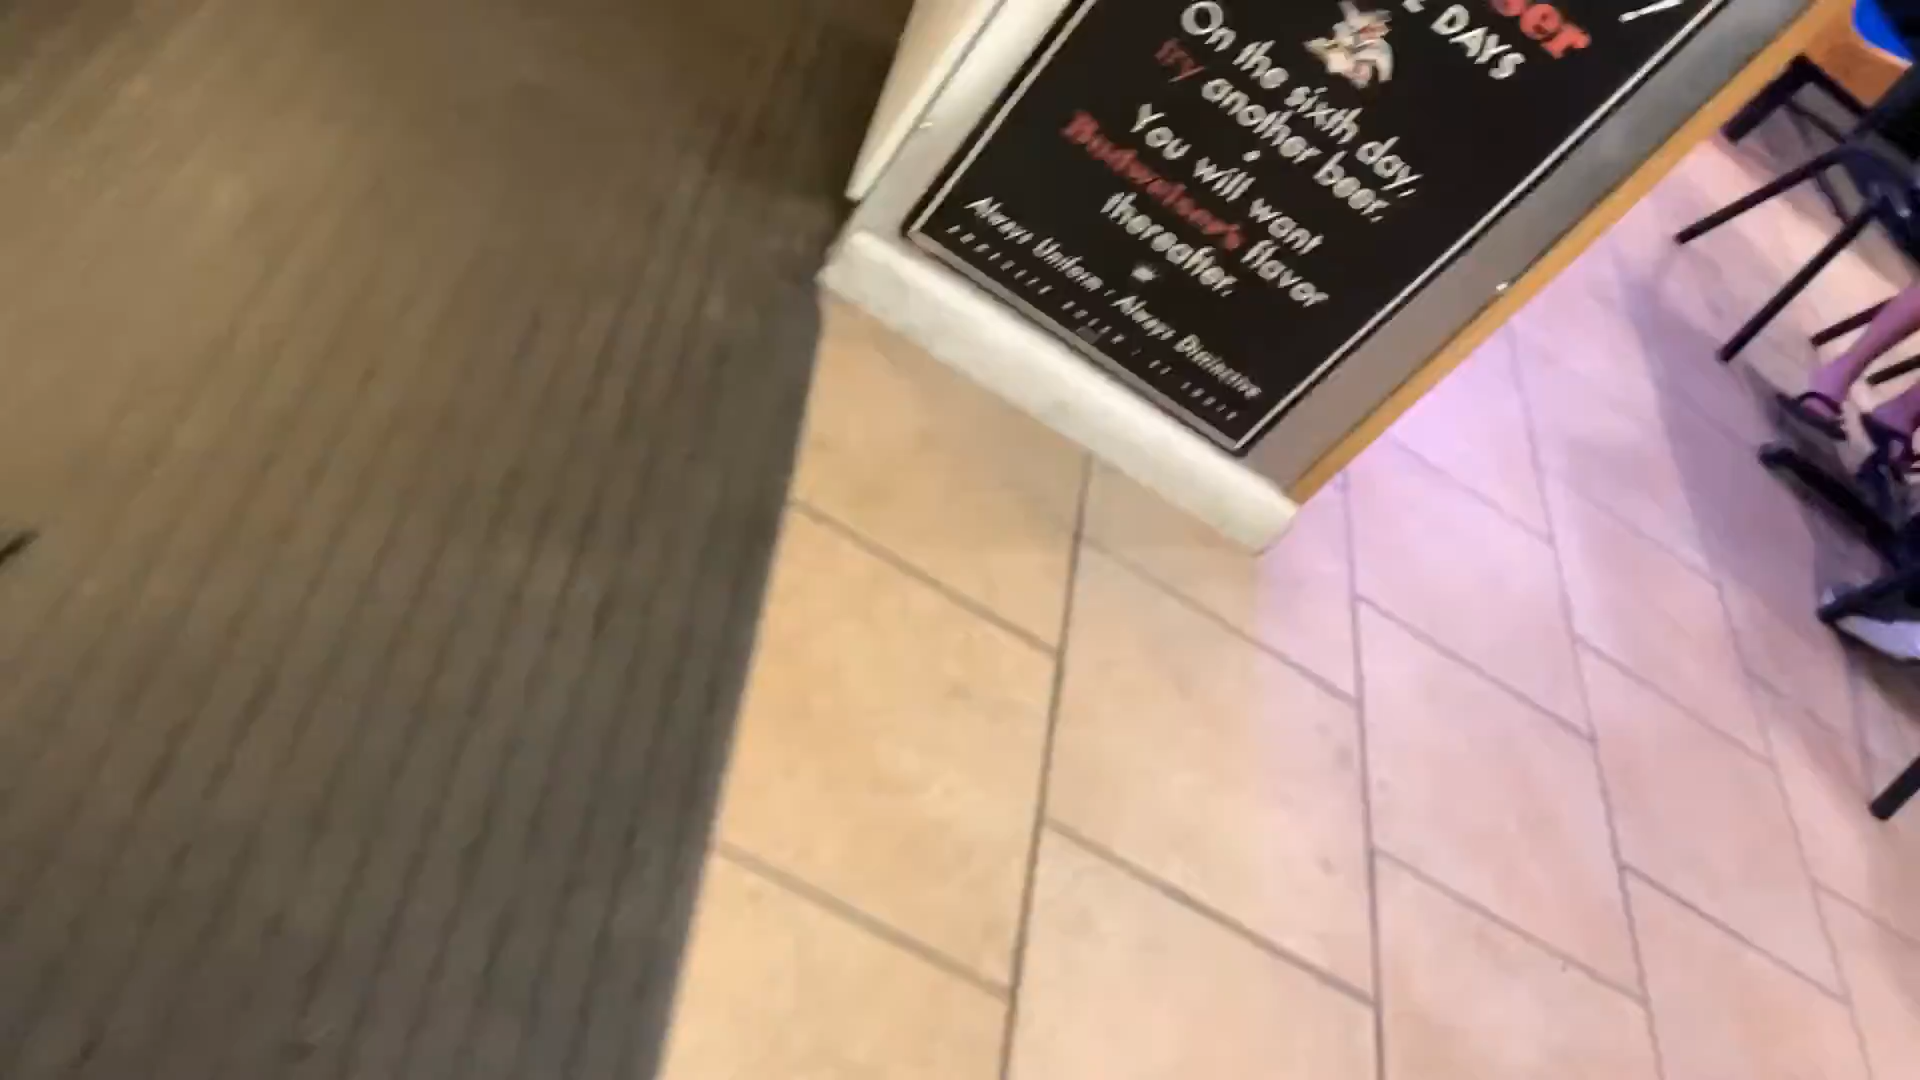 DAYS
On the sixth day,
try another beer.
You will want
Budweiser's flavor
thereafter.
Always Uniform · Always Distinctive